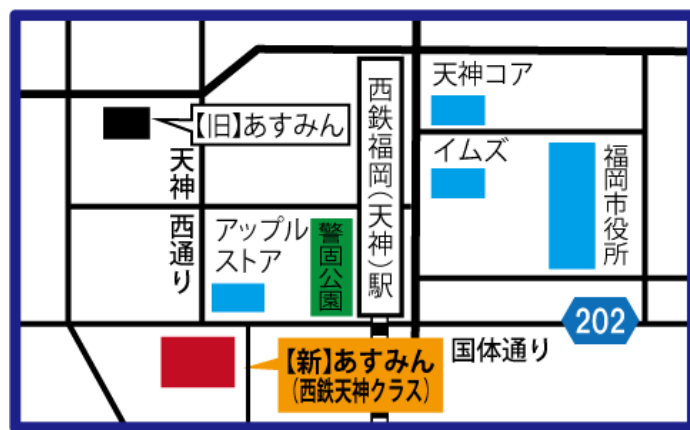 天神コア
【旧】あすみん
西鉄福岡(天神)駅
イムズ
福岡市役所
天神西通り
アップル
ストア
警固公園
202
国体通り
【新】あすみん
(西鉄天神クラス)